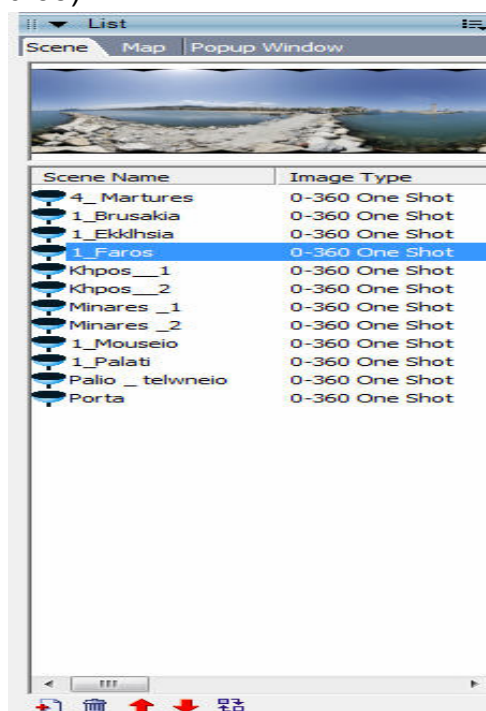 List
Scene Map Popup Window
Scene Name Image Type
4_ Martures 0-360 One Shot
1_Brusakia 0-360 One Shot
1_Ekklhsia 0-360 One Shot
1_Faros 0-360 One Shot
Khpos__1 0-360 One Shot
Khpos__2 0-360 One Shot
Minares _1 0-360 One Shot
Minares _2 0-360 One Shot
1_Mouseio 0-360 One Shot
1_Palati 0-360 One Shot
Palio _ telwneio 0-360 One Shot
Porta 0-360 One Shot